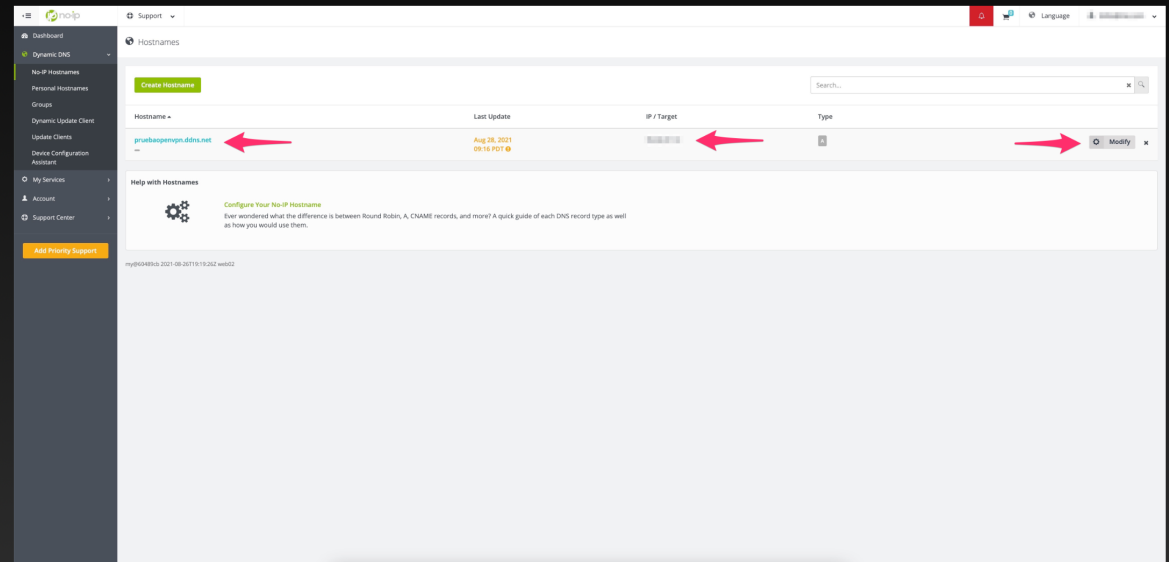 no-ip
Support
Language
Dashboard
Hostnames
Dynamic DNS
No-IP Hostnames
Personal Hostnames
Groups
Dynamic Update Client
Update Clients
Device Configuration
Assistant
My Services
Account
Support Center
Add Priority Support
Create Hostname
Search...
Hostname
Last Update
IP / Target
Type
pruebaopenvpn.ddns.net
Aug 28, 2021
09:16 PDT
A
Modify
Help with Hostnames
Configure Your No-IP Hostname
Ever wondered what the difference is between Round Robin, A, CNAME records, and more? A quick guide of each DNS record type as well
as how you would use them.
my@60489cb 2021-08-26T19:19:26Z web02